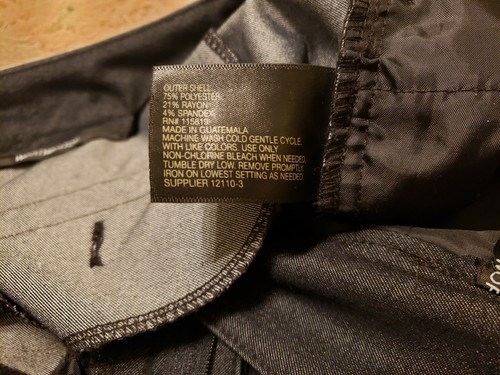 OUTER SHELL
75% POLYESTER
21% RAYON
4% SPANDEX
RN# 115819
MADE IN GUATEMALA
MACHINE WASH COLD GENTLE CYCLE
WITH LIKE COLORS. USE ONLY
NON-CHLORINE BLEACH WHEN NEEDED.
TUMBLE DRY LOW. REMOVE PROMPTLY.
IRON ON LOWEST SETTING AS NEEDED
SUPPLIER 12110-3